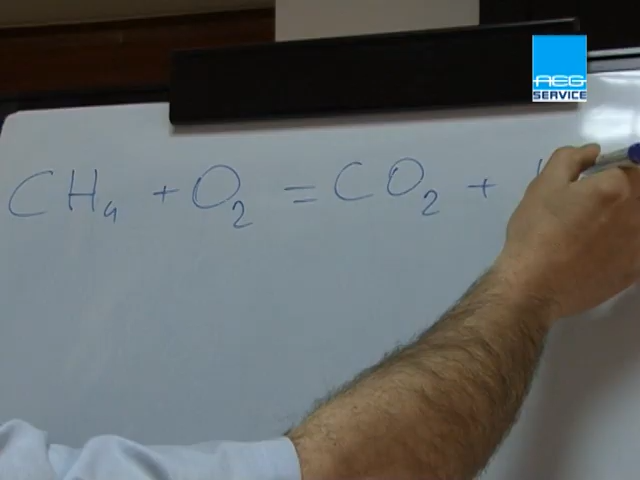 AEG
SERVICE
CH₄ + O₂ = CO₂ +